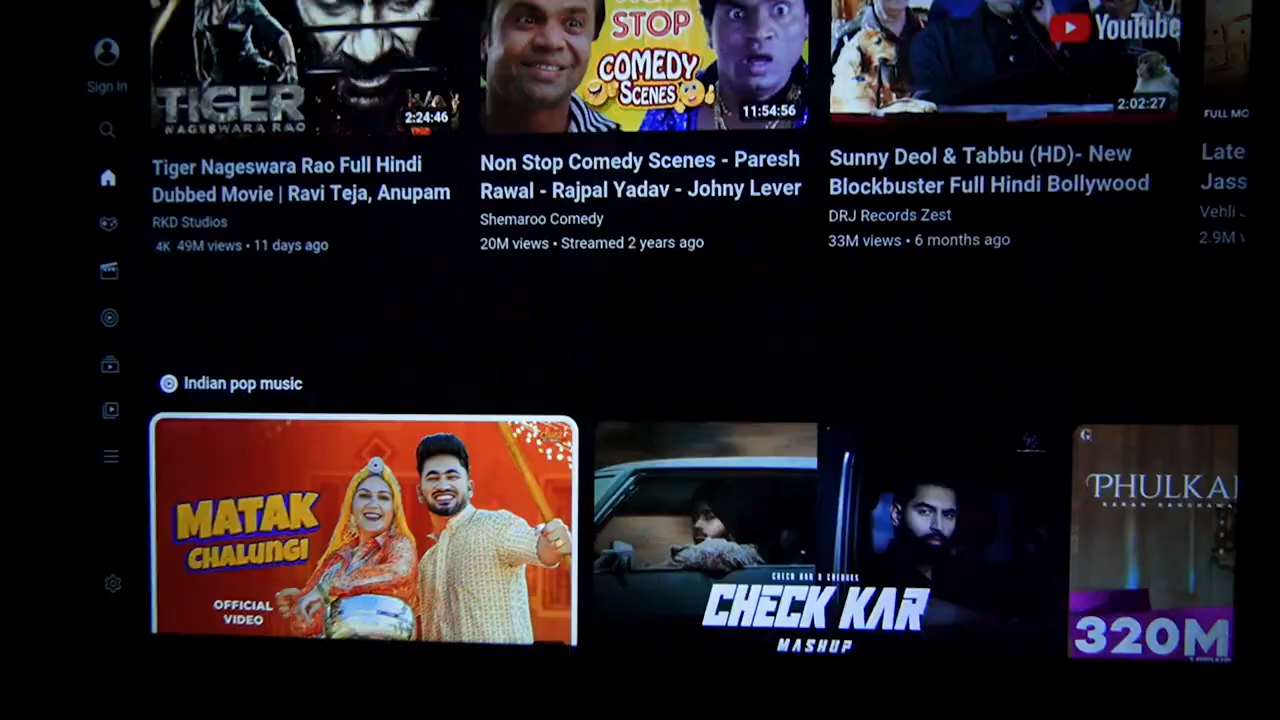 Sign In
TIGER
NAGESWARA RAO
2:24:46
NON
STOP
COMEDY
SCENES
11:54:56
YouTube
2:02:27
FULL MO
Tiger Nageswara Rao Full Hindi
Dubbed Movie | Ravi Teja, Anupam
RKD Studios
4K 49M views • 11 days ago
Non Stop Comedy Scenes - Paresh
Rawal - Rajpal Yadav - Johny Lever
Shemaroo Comedy
20M views • Streamed 2 years ago
Sunny Deol & Tabbu (HD)- New
Blockbuster Full Hindi Bollywood
DRJ Records Zest
33M views • 6 months ago
Late
Jass
Vehli
2.9M v
Indian pop music
MATAK
CHALUNGI
OFFICIAL
VIDEO
CHECK KAR
MASHUP
PHULKA
320M